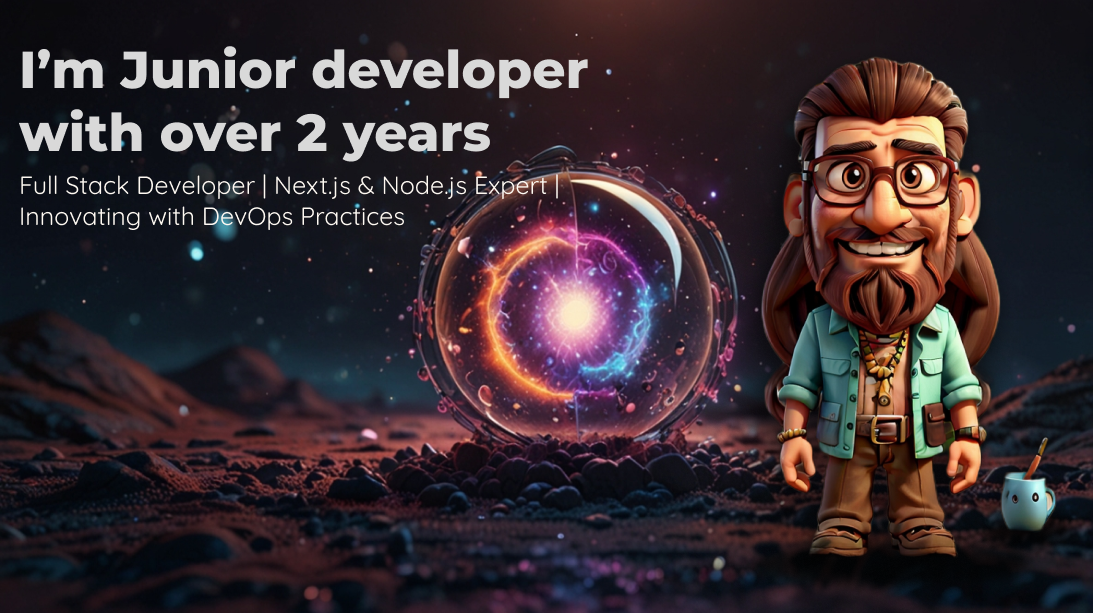 I’m Junior developer
with over 2 years
Full Stack Developer | Next.js & Node.js Expert |
Innovating with DevOps Practices